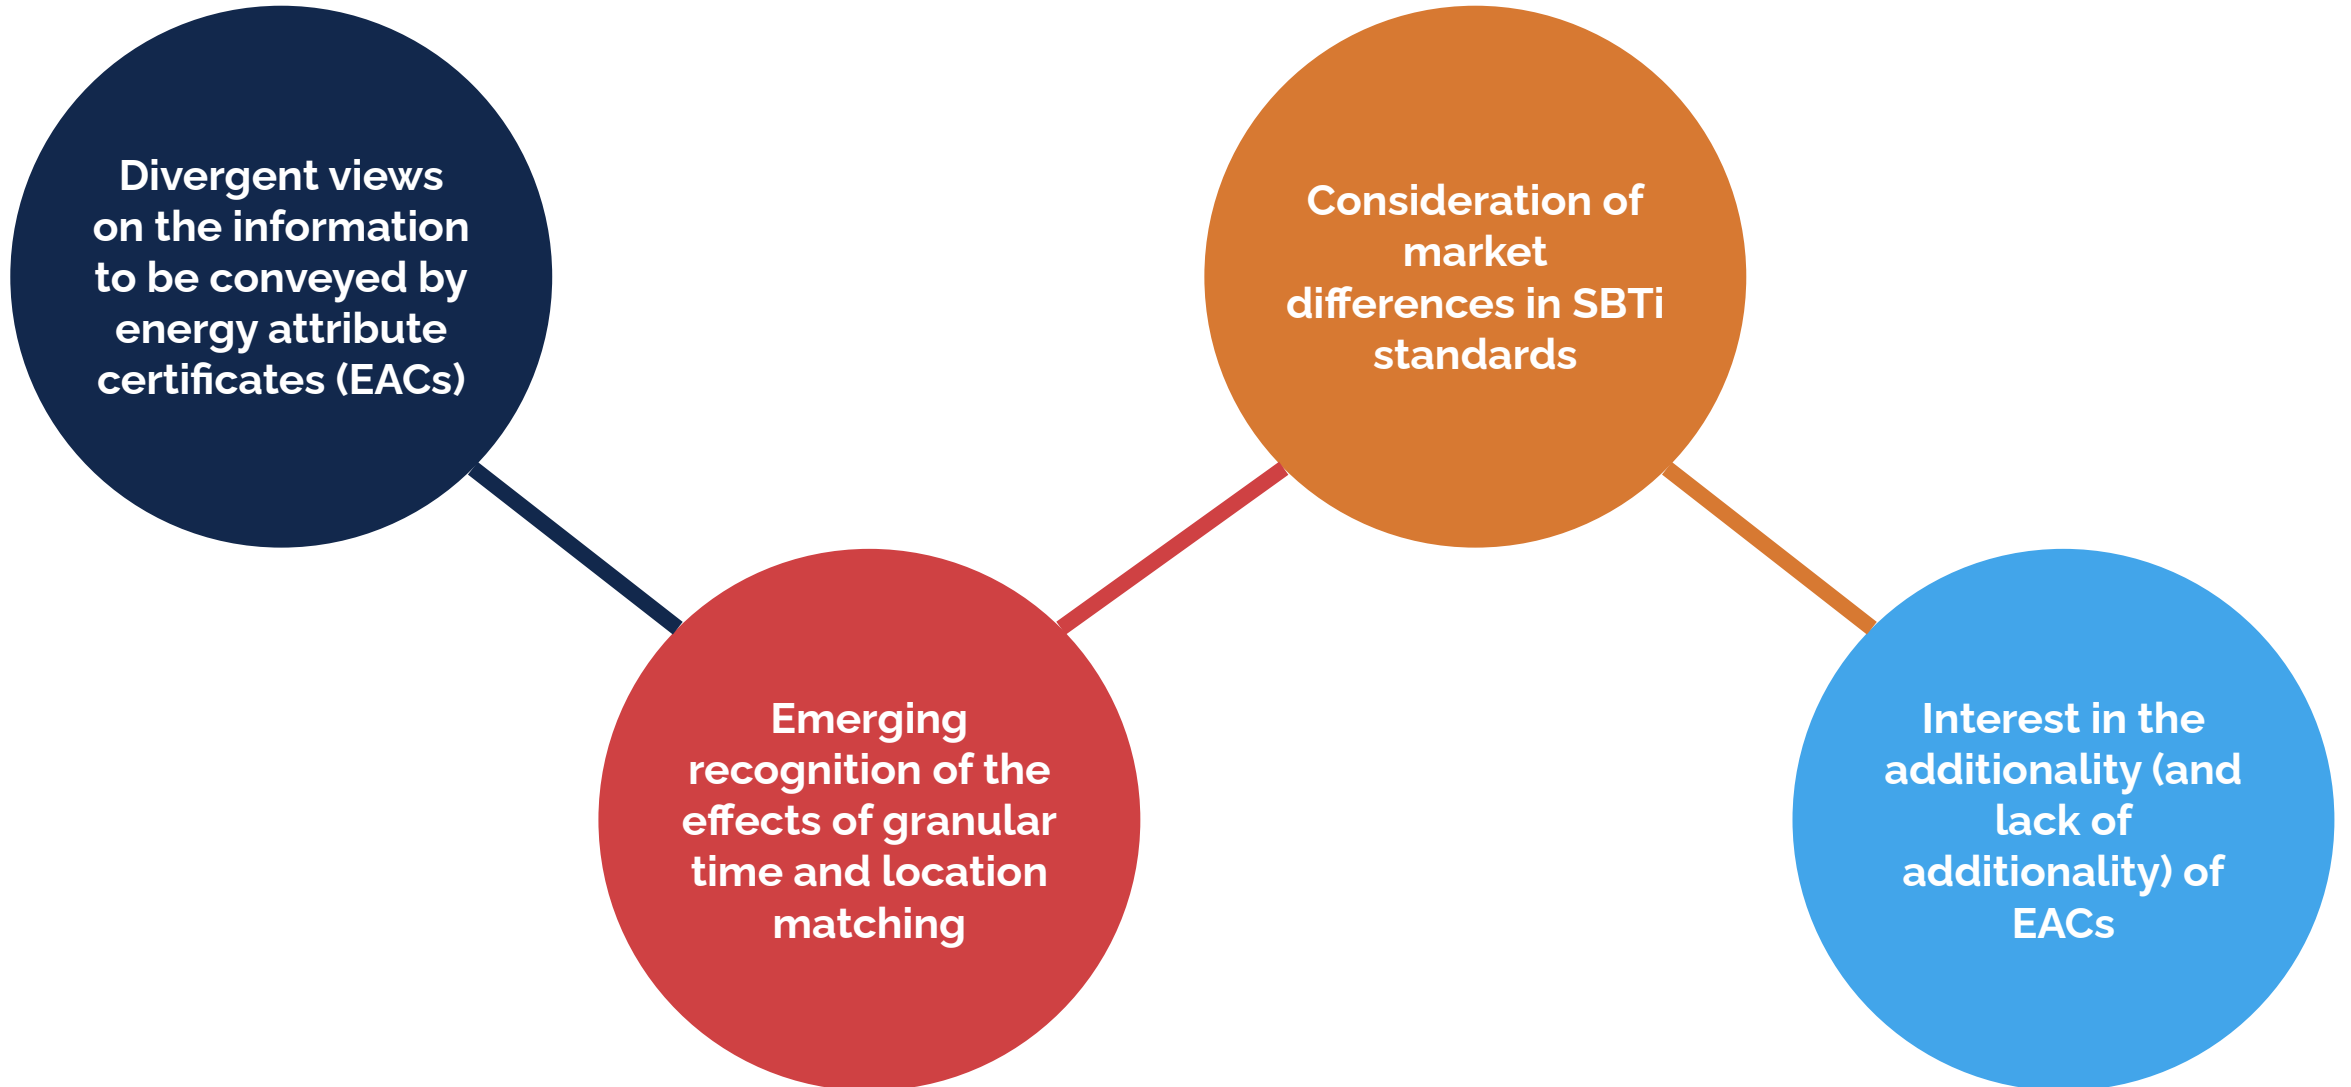 Divergent views
on the information
to be conveyed by
energy attribute
certificates (EACs)
Emerging
recognition of the
effects of granular
time and location
matching
Consideration of
market
differences in SBTi
standards
Interest in the
additionality (and
lack of
additionality) of
EACs